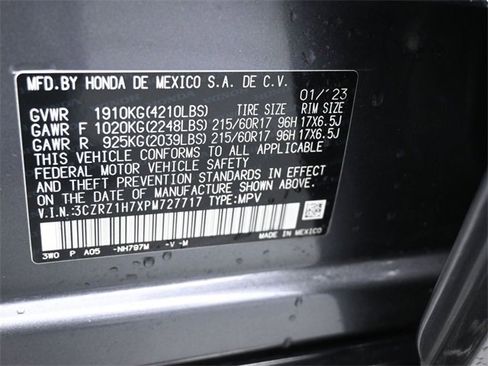 MFD.BY HONDA DE MEXICO S.A. DE C.V.
01/'23
GVWR 1910KG(4210LBS) TIRE SIZE RIM SIZE
GAWR F 1020KG(2248LBS) 215/60R17 96H 17X6.5J
GAWR R 925KG(2039LBS) 215/60R17 96H 17X6.5J
THIS VEHICLE CONFORMS TO ALL APPLICABLE
FEDERAL MOTOR VEHICLE SAFETY
AND THEFT PREVENTION STANDARDS IN EFFECT
ON THE DATE OF MANUFACTURE SHOWN ABOVE.
V.I.N.:3CZRZ1H7XPM727717 TYPE:MPV
3W0 P A05 -NH797M -V -M
MADE IN MEXICO